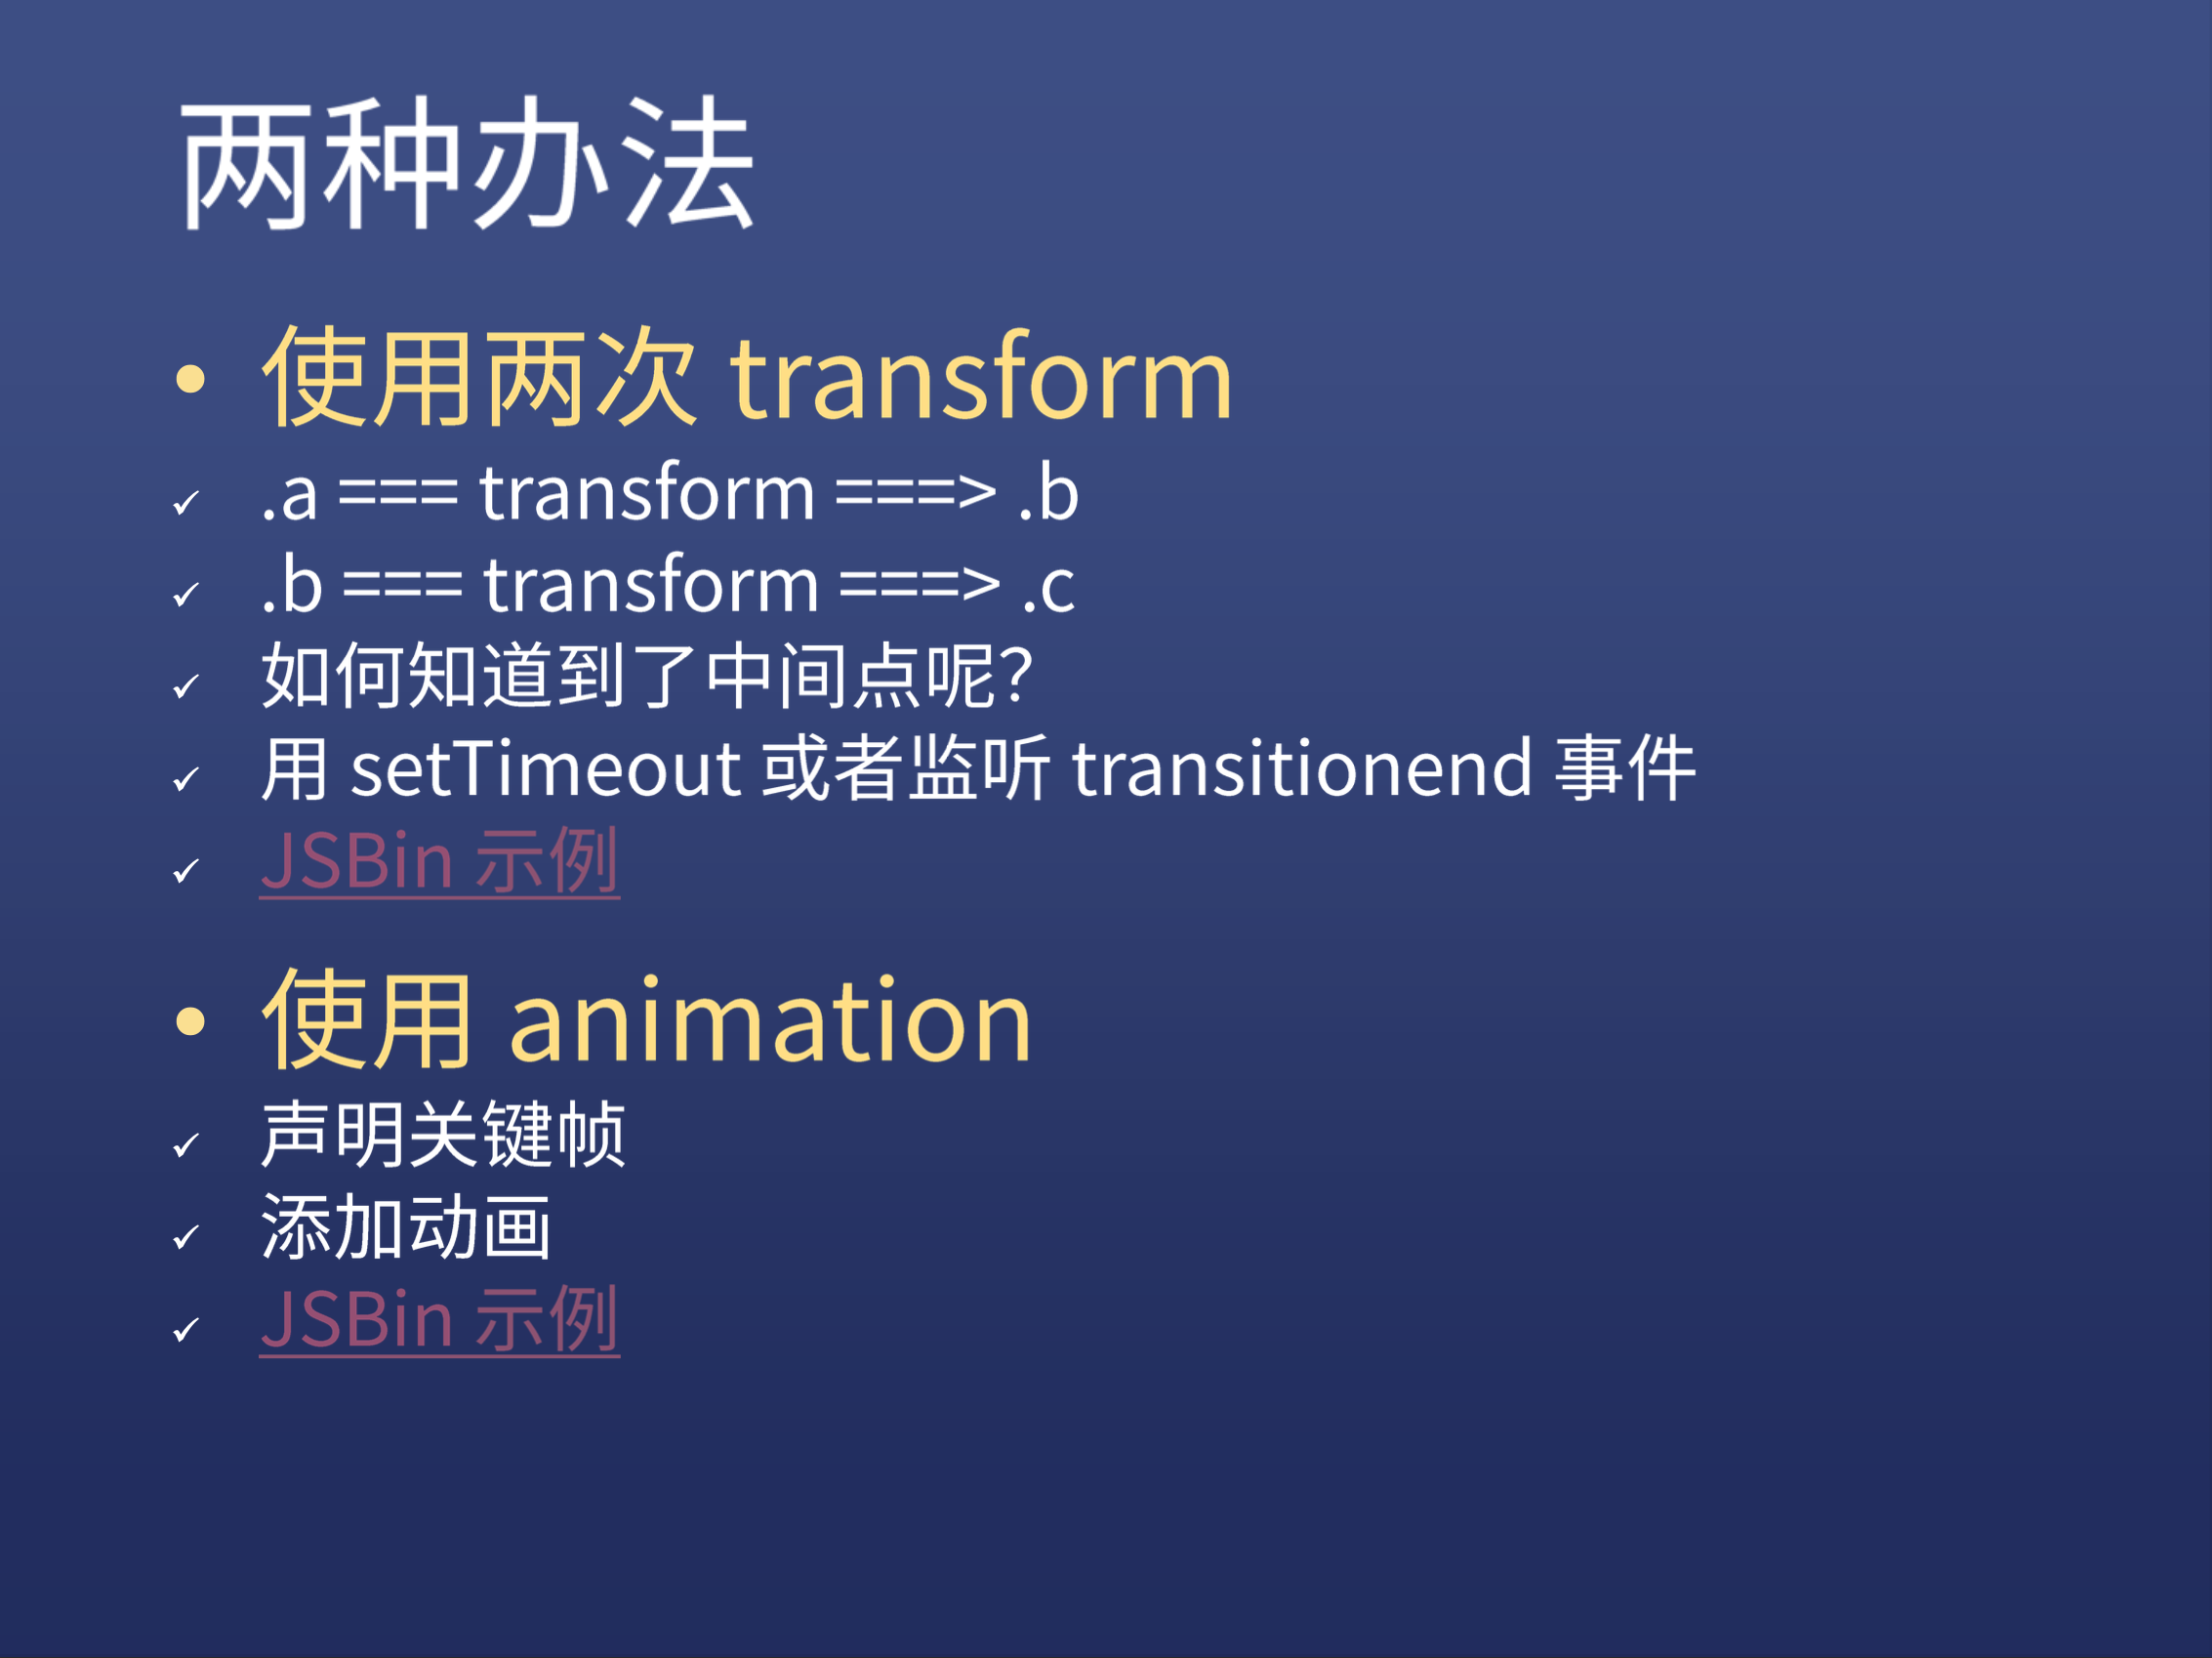 两种办法
• 使用两次 transform
✓ .a === transform ===> .b
✓ .b === transform ===> .c
✓ 如何知道到了中间点呢？
✓ 用 setTimeout 或者监听 transitionend 事件
✓ JSBin 示例
• 使用 animation
✓ 声明关键帧
✓ 添加动画
✓ JSBin 示例